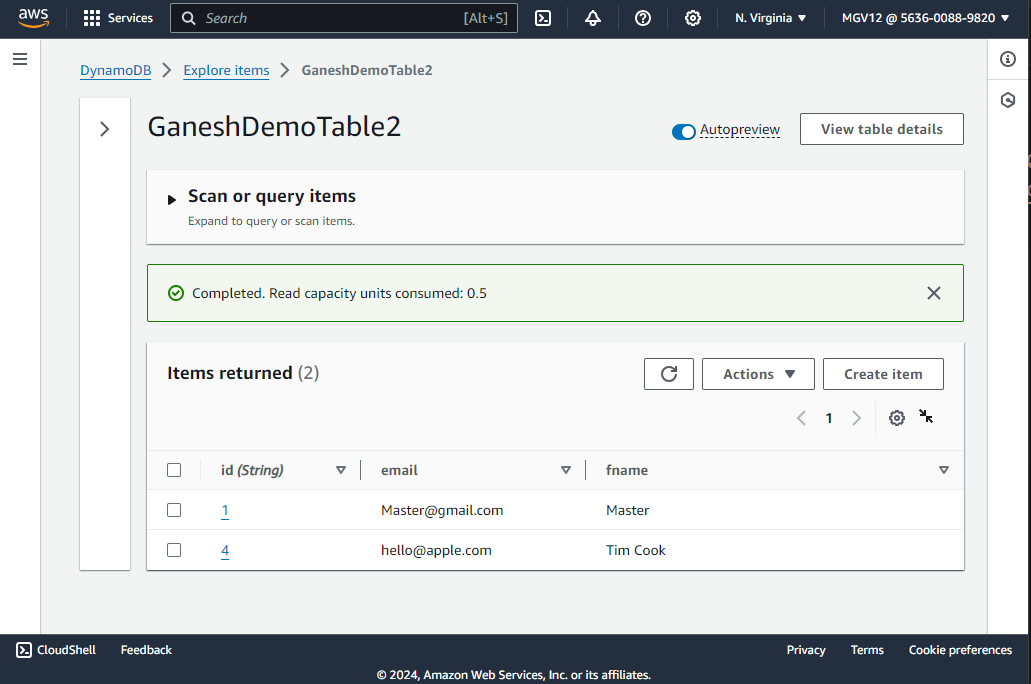 aws Services Search [Alt+S] N. Virginia MGV12 @ 5636-0088-9820
DynamoDB Explore items GaneshDemoTable2
GaneshDemoTable2 Autopreview View table details
Scan or query items
Expand to query or scan items.
Completed. Read capacity units consumed: 0.5
Items returned (2) Actions Create item
1
id (String) email fname
1 Master@gmail.com Master
4 hello@apple.com Tim Cook
CloudShell Feedback Privacy Terms Cookie preferences
© 2024, Amazon Web Services, Inc. or its affiliates.